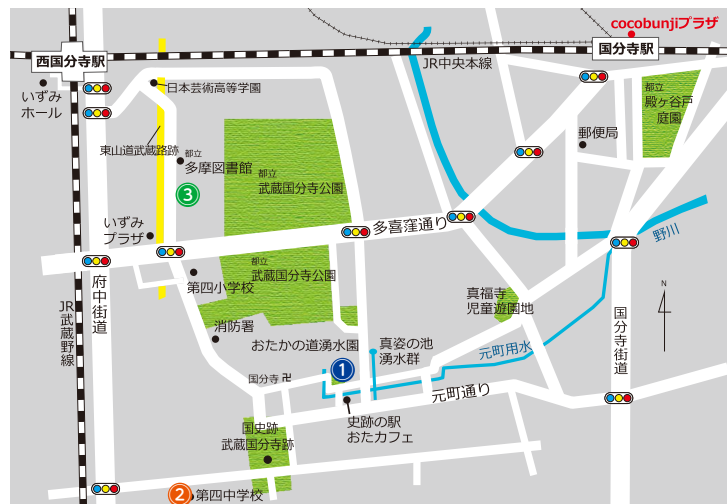 cocobunjiプラザ
西国分寺駅
国分寺駅
JR中央本線
いずみ
ホール
日本芸術高等学園
都立
殿ヶ谷戸
庭園
郵便局
東山道武蔵路跡
都立
多摩図書館
都立
武蔵国分寺公園
3
いずみ
プラザ
多喜窪通り
野川
都立
武蔵国分寺公園
第四小学校
府中街道
JR武蔵野線
真福寺
児童遊園地
N
国分寺街道
消防署
おたかの道湧水園
真姿の池
湧水群
元町用水
1
国分寺卍
元町通り
史跡の駅
おたカフェ
国史跡
武蔵国分寺跡
2
第四中学校